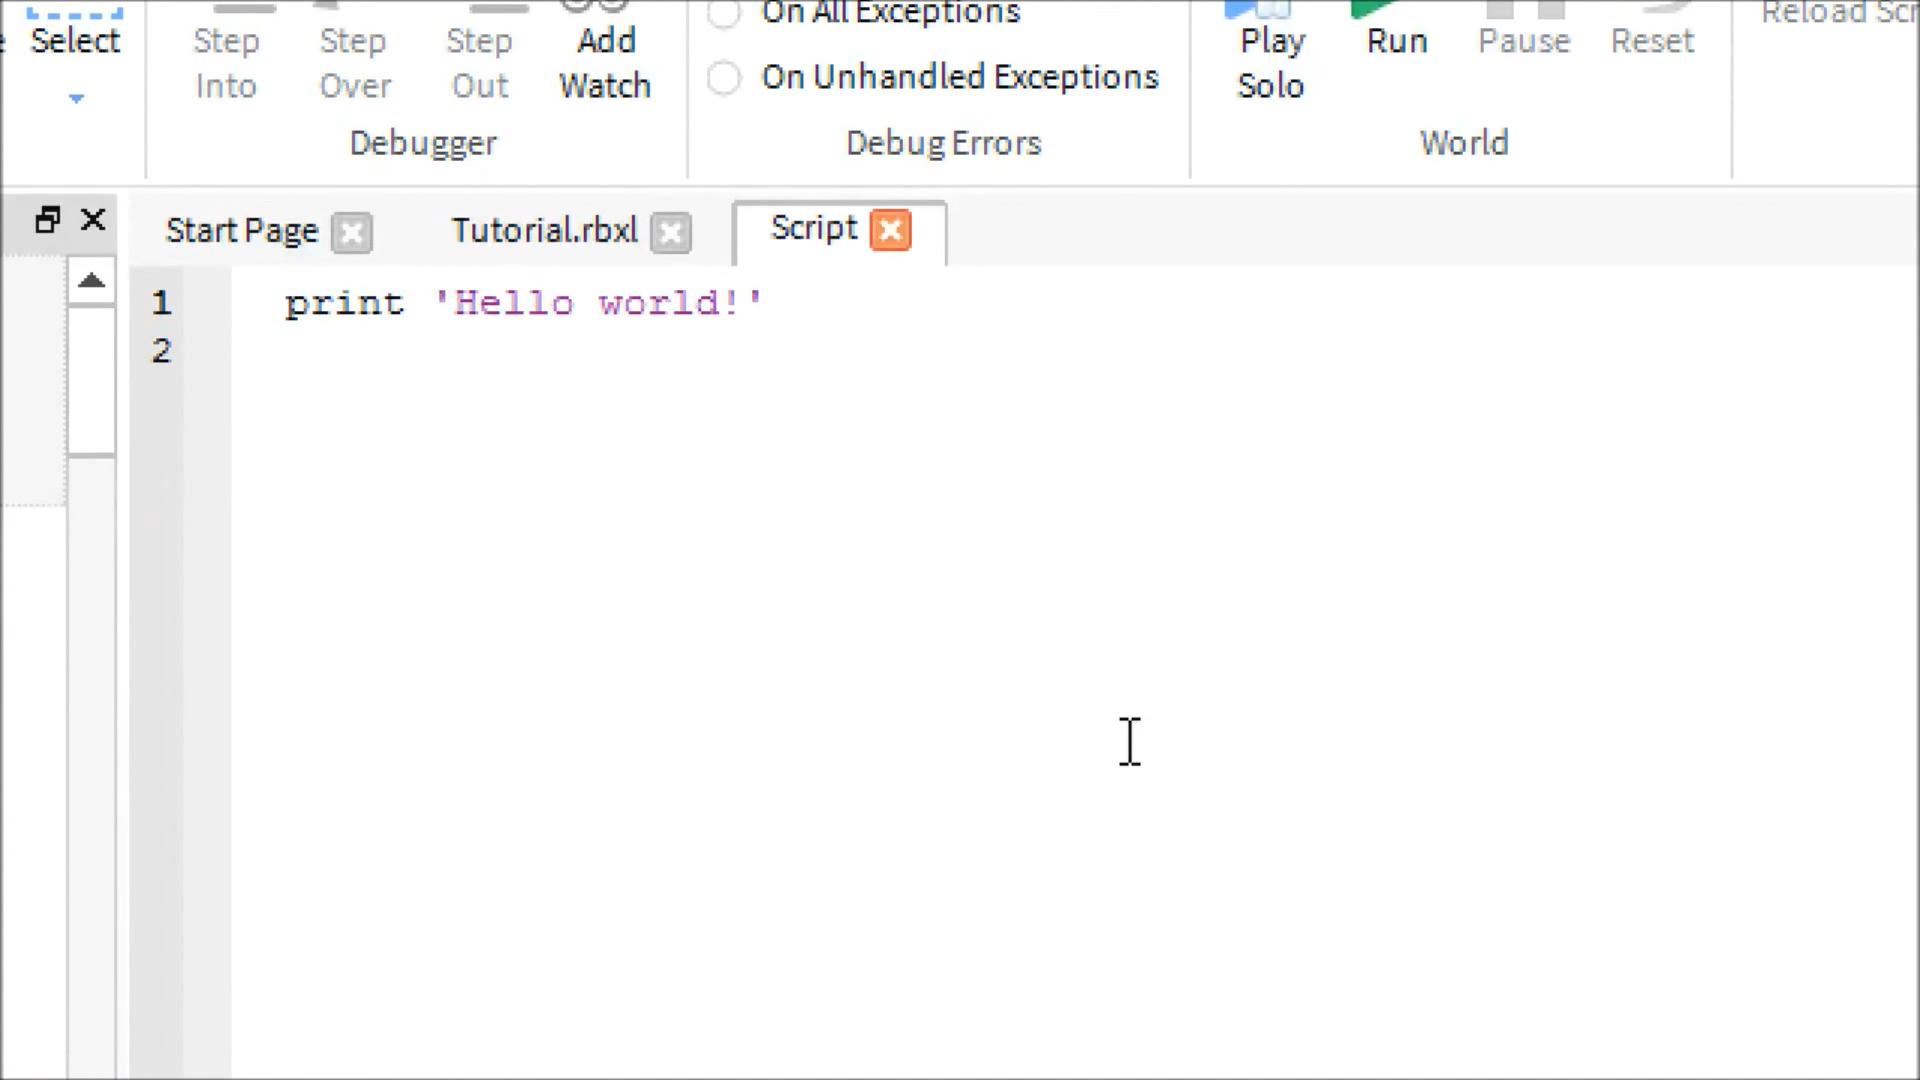 On All Exceptions
Select
Step Into
Step Over
Step Out
Add Watch
On Unhandled Exceptions
Play Solo
Run
Pause
Reset
Reload
Debugger
Debug Errors
World
Start Page
Tutorial.rbxl
Script
1 print 'Hello world!'
2